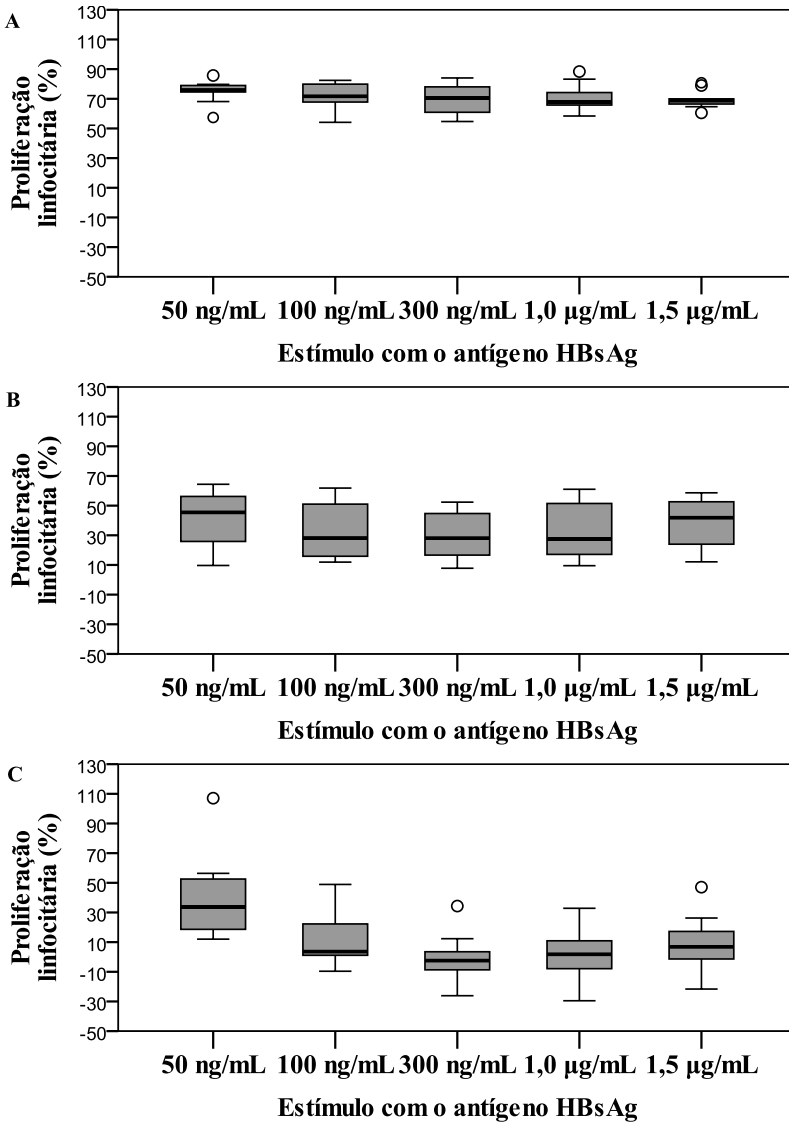 A
130
90
70
50
30
10
-10
-30
-50
Proliferação
linfocitária (%)
50 ng/mL 100 ng/mL 300 ng/mL 1,0 µg/mL 1,5 µg/mL
Estímulo com o antígeno HBsAg
B
130
110
90
70
50
30
10
-10
-30
-50
Proliferação
linfocitária (%)
50 ng/mL 100 ng/mL 300 ng/mL 1,0 µg/mL 1,5 µg/mL
Estímulo com o antígeno HBsAg
C
130
110
90
70
50
30
10
-10
-30
-50
Proliferação
linfocitária (%)
50 ng/mL 100 ng/mL 300 ng/mL 1,0 µg/mL 1,5 µg/mL
Estímulo com o antígeno HBsAg